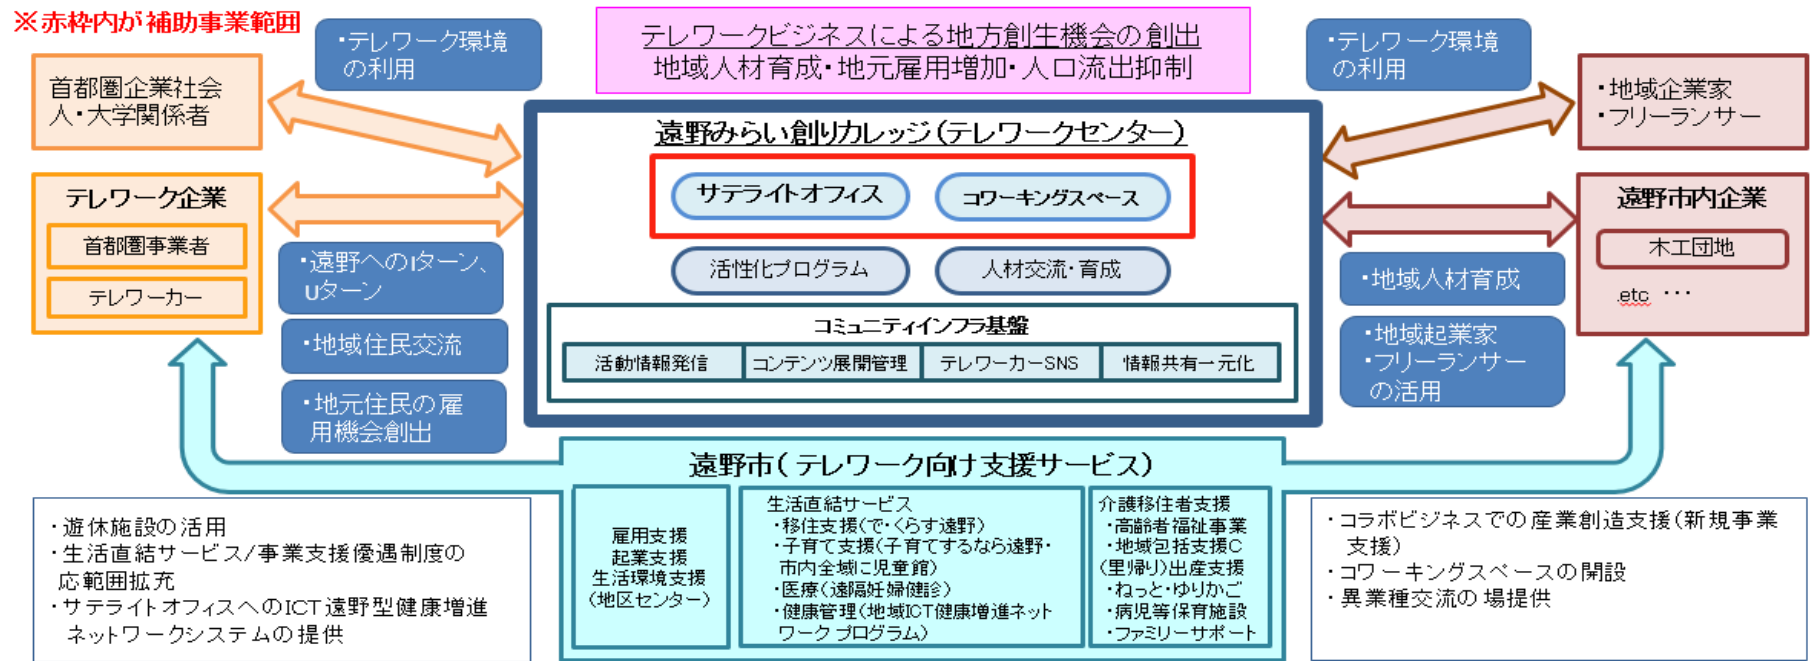 ※赤枠内が補助事業範囲
・テレワーク環境
の利用
テレワークビジネスによる地方創生機会の創出
地域人材育成・地元雇用増加・人口流出抑制
・テレワーク環境
の利用
首都圏企業社会
人・大学関係者
・地域企業家
・フリーランサー
遠野みらい創りカレッジ(テレワークセンター)
サテライトオフィス
コワーキングスペース
活性化プログラム
人材交流・育成
コミュニティインフラ基盤
活動情報発信
コンテンツ展開管理
テレワーカーSNS
情報共有一元化
テレワーク企業
首都圏事業者
テレワーカー
・遠野へのIターン、
Uターン
・地域住民交流
・地元住民の雇
用機会創出
遠野市内企業
木工団地
.etc ・・・
・地域人材育成
・地域起業家
・フリーランサー
の活用
遠野市(テレワーク向け支援サービス)
雇用支援
起業支援
生活環境支援
(地区センター)
生活直結サービス
・移住支援(で・くらす遠野)
・子育て支援(子育てするなら遠野・
市内全域に児童館)
・医療(遠隔妊婦健診)
・健康管理(地域ICT健康増進ネット
ワークプログラム)
介護移住者支援
・高齢者福祉事業
・地域包括支援C
(里帰り)出産支援
・ねっと・ゆりかご
・病児等保育施設
・ファミリーサポート
・遊休施設の活用
・生活直結サービス/事業支援優遇制度の
応範囲拡充
・サテライトオフィスへのICT遠野型健康増進
ネットワークシステムの提供
・コラボビジネスでの産業創造支援(新規事業
支援)
・コワーキングスペースの開設
・異業種交流の場提供